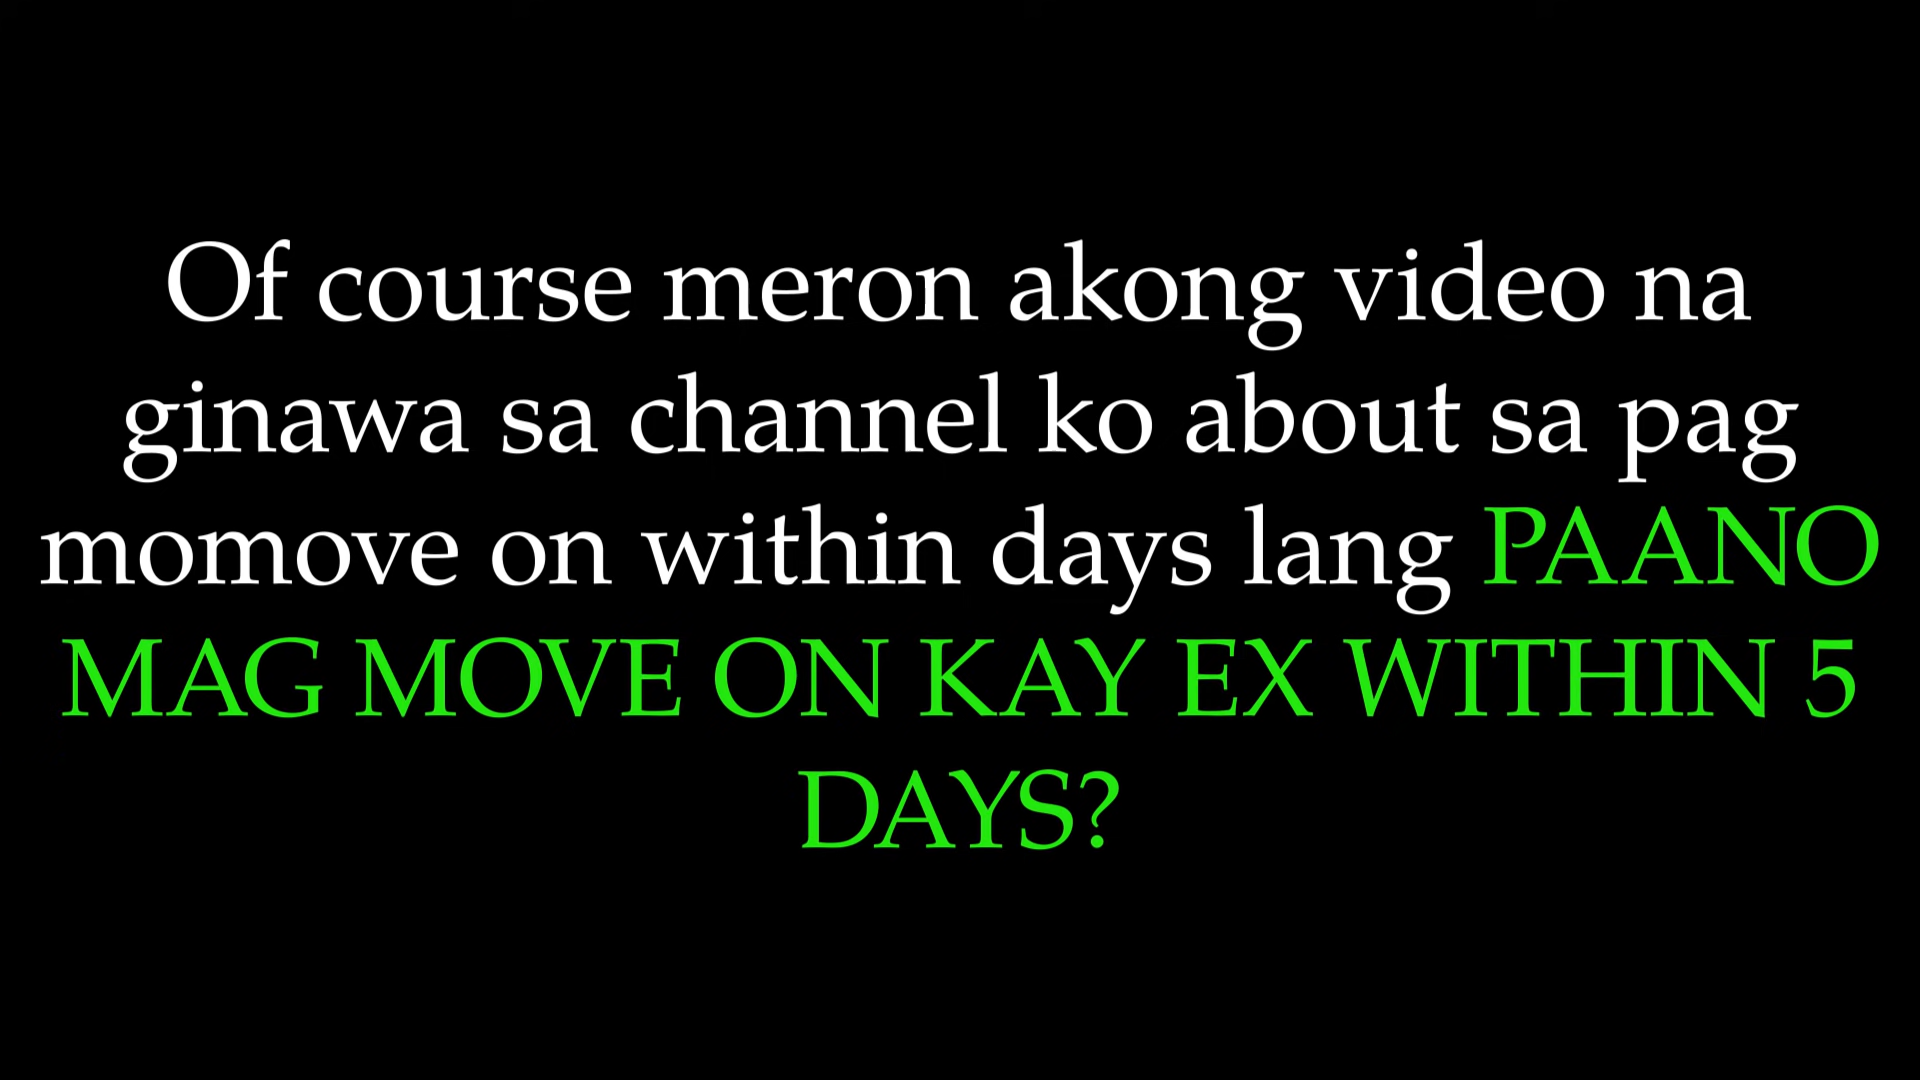 Of course meron akong video na
ginawa sa channel ko about sa pag
momove on within days lang PAANO
MAG MOVE ON KAY EX WITHIN 5
DAYS?